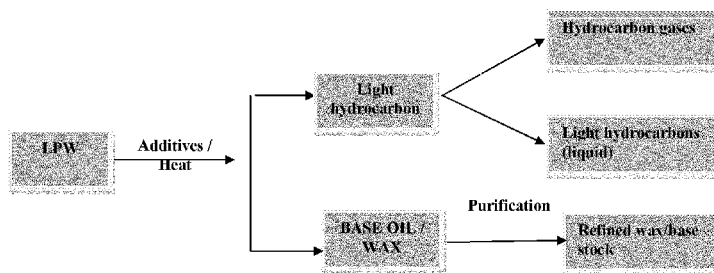 LPW
Additives /
Heat
Light
hydrocarbon
Hydrocarbon gases
Light hydrocarbons
(liquid)
BASE OIL /
WAX
Purification
Refined wax/base
stock